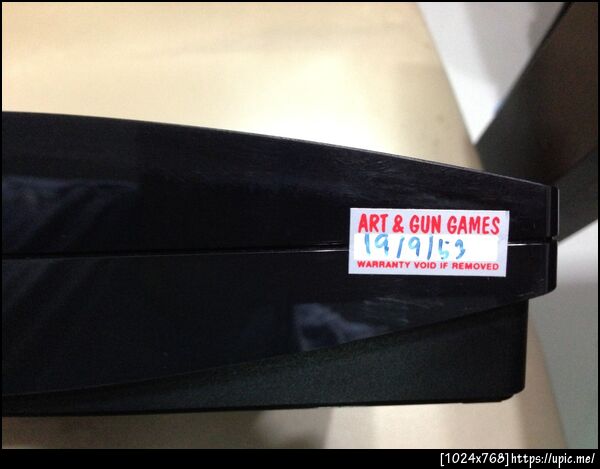 ART & GUN GAMES
19/9/53
WARRANTY VOID IF REMOVED
[1024x768]https://upic.me/